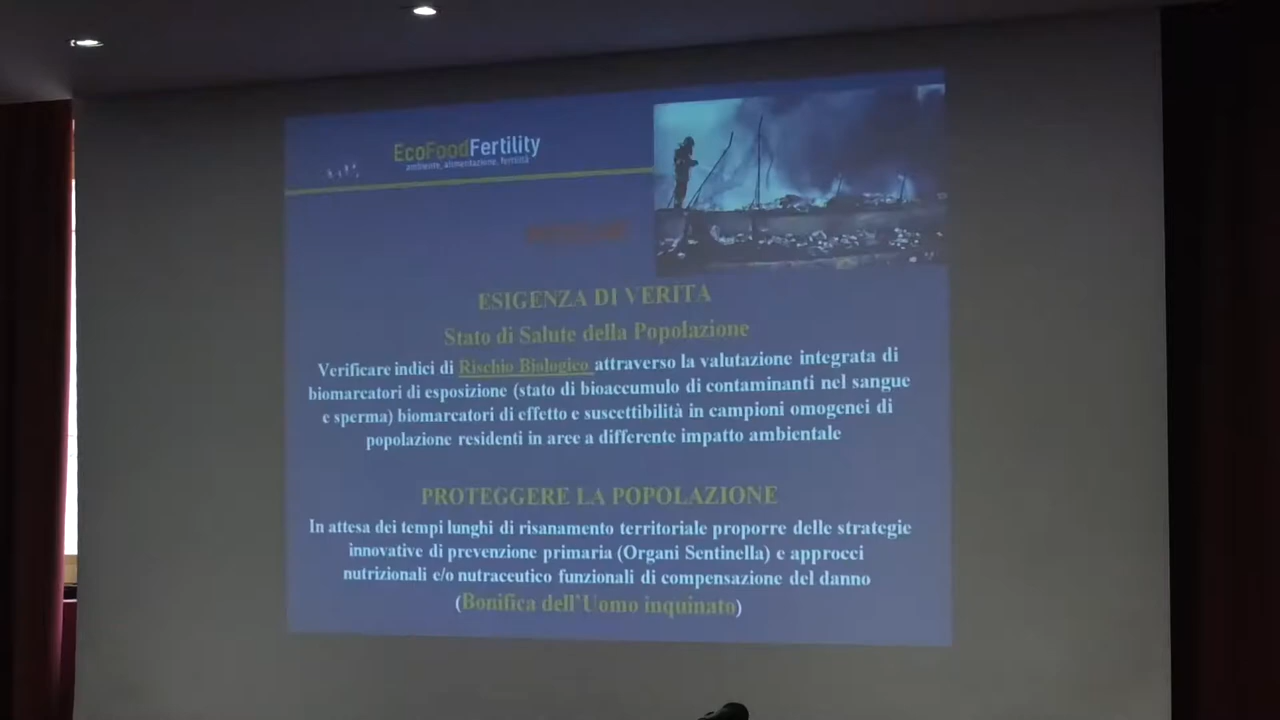 EcoFoodFertility
ambiente, alimentazione, fertilità
ESIGENZA DI VERITA
Stato di Salute della Popolazione
Verificare indici di Rischio Biologico attraverso la valutazione integrata di
biomarcatori di esposizione (stato di bioaccumulo di contaminanti nel sangue
e sperma) biomarcatori di effetto e suscettibilità in campioni omogenei di
popolazione residenti in aree a differente impatto ambientale
PROTEGGERE LA POPOLAZIONE
In attesa dei tempi lunghi di risanamento territoriale proporre delle strategie
innovative di prevenzione primaria (Organi Sentinella) e approcci
nutrizionali e/o nutraceutico funzionali di compensazione del danno
(Bonifica dell'Uomo inquinato)